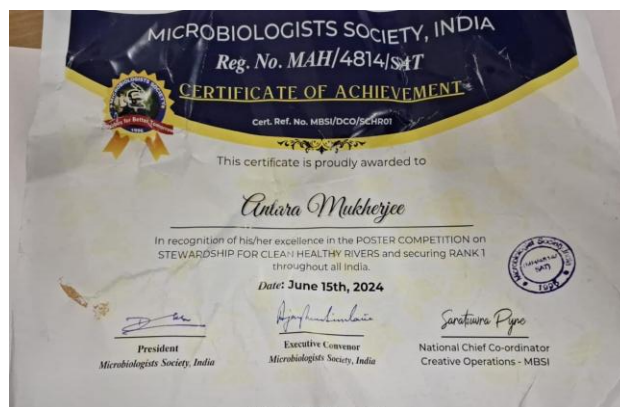 MICROBIOLOGISTS SOCIETY, INDIA
Reg. No. MAH/4814/SAT
CERTIFICATE OF ACHIEVEMENT
Cert. Ref. No. MBSI/DCO/SCHR01
This certificate is proudly awarded to
Antara Mukherjee
In recognition of his/her excellence in the POSTER COMPETITION on
STEWARDSHIP FOR CLEAN HEALTHY RIVERS and securing RANK 1
throughout all India.
Date: June 15th, 2024
President
Microbiologists Society, India
Executive Convenor
Microbiologists Society, India
National Chief Co-ordinator
Creative Operations - MBSI
1995